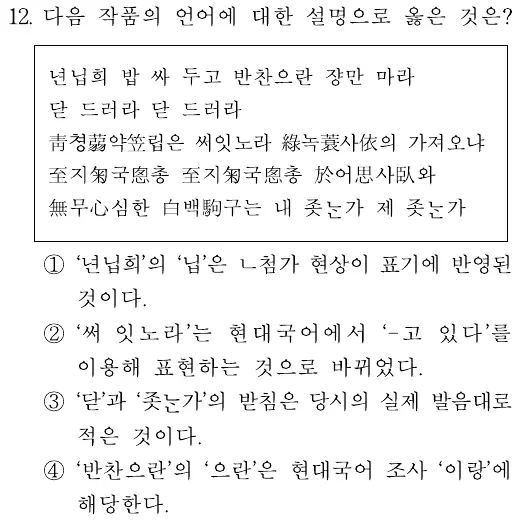 12. 다음 작품의 언어에 대한 설명으로 옳은 것은?
년닙희 밥 싸 두고 반찬으란 쟝만 마라
닫 드러라 닫 드러라
靑청蒻약笠립은 써잇노라 綠녹蓑사依의 가져오냐
至지匊국悤총 至지匊국悤총 於어思사臥와
無무心심한 白백駒구는 내 좃ᄂᆞᆫ가 제 좃ᄂᆞᆫ가
① ‘년닙희’의 ‘닙’은 ㄴ첨가 현상이 표기에 반영된
것이다.
② ‘써 잇노라’는 현대국어에서 ‘-고 있다’를
이용해 표현하는 것으로 바뀌었다.
③ ‘닫’과 ‘좃ᄂᆞᆫ가’의 받침은 당시의 실제 발음대로
적은 것이다.
④ ‘반찬으란’의 ‘으란’은 현대국어 조사 ‘이랑’에
해당한다.